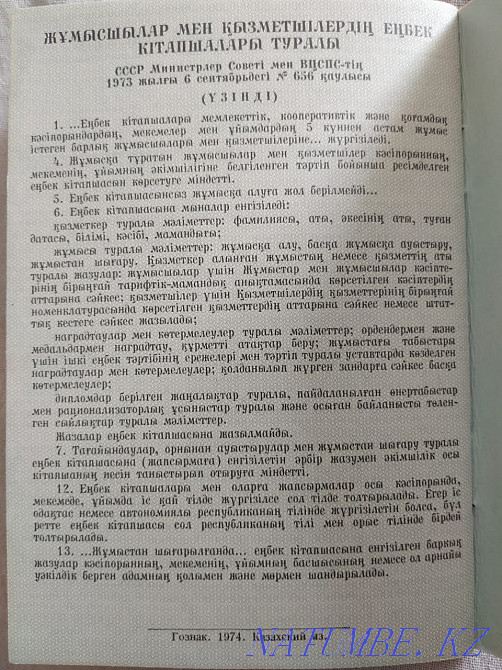 ЖҰМЫСШЫЛАР МЕН ҚЫЗМЕТШІЛЕРДІҢ ЕҢБЕК
КІТАПШАЛАРЫ ТУРАЛЫ
СССР Министрлер Советі мен ВЦСПС-тің
1973 жылғы 6 сентябрьдегі № 656 қаулысы
(ҮЗІНДІ)
1. ...Еңбек кітапшалары мемлекеттік, кооперативтік және қоғамдық
кәсіпорындардың, мекемелер мен ұйымдардың 5 күннен астам жұмыс
істеген барлық жұмысшылары мен қызметшілеріне... жүргізіледі.
4. Жұмысқа тұратын жұмысшылар мен қызметшілер кәсіпорынның,
мекеменің, ұйымның әкімшілігіне белгіленген тәртіп бойынша ресімделген
еңбек кітапшасын көрсетуге міндетті.
5. Еңбек кітапшасынсыз жұмысқа алуға жол берілмейді...
6. Еңбек кітапшасына мыналар енгізіледі:
қызметкер туралы мәліметтер: фамилиясы, аты, әкесінің аты, туған
датасы, білімі, кәсібі, мамандығы;
жұмысы туралы мәліметтер: жұмысқа алу, басқа жұмысқа ауыстыру,
жұмыстан шығару. Қызметкер алынған жұмыстың немесе қызметтің аты
туралы жазулар: жұмысшылар үшін Жұмыстар мен жұмысшылар кәсіпте-
рінің бірыңғай тарифтік-мамандық анықтамасында көрсетілген кәсіптердің
аттарына сәйкес; қызметшілер үшін Қызметшілердің қызметтерінің бірыңғай
номенклатурасында көрсетілген қызметтердің аттарына сәйкес немесе штат-
тық кестеге сәйкес жазылады;
наградтаулар мен көтермелеулер туралы мәліметтер; ордендермен және
медальдармен наградтау, құрметті атақтар беру; жұмыстағы табыстары
үшін ішкі еңбек тәртібінің ережелері мен тәртіп туралы уставтарда көзделген
наградтаулар мен көтермелеулер; қолданылып жүрген заңдарға сәйкес басқа
көтермелеулер;
дипломдар берілген жаңалықтар туралы, пайдаланылған өнертабыстар
мен рационализаторлық ұсыныстар туралы және осыған байланысты төлен-
ген сыйлықтар туралы мәліметтер.
Жазалар еңбек кітапшасына жазылмайды.
7. Тағайындаулар, орнынан ауыстырулар мен жұмыстан шығару туралы
еңбек кітапшасына (жапсырмаға) енгізілетін әрбір жазумен әкімшілік осы
кітапшаның иесін таныстырып отыруға міндетті.
12. Еңбек кітапшалары мен аларға жапсырмалар осы кәсіпорында,
мекемеде, ұйымда іс қай тілде жүргізілсе сол тілде толтырылады. Егер іс
одақтас немесе автономиялы республиканың тілінде жүргізілетін болса, бұл
ретте еңбек кітапшасы сол республиканың тілі мен орыс тілінде бірдей
толтырылады.
13. ...Жұмыстан шығарылғанда... еңбек кітапшасына енгізілген барлық
жазулар кәсіпорынның, мекеменің, ұйымның басшысының немесе ол арнайы
уәкілдік берген адамның қолымен және мөрмен шандырылады.
Гознак. 1974. Казахский яз.
NATUMBE.KZ